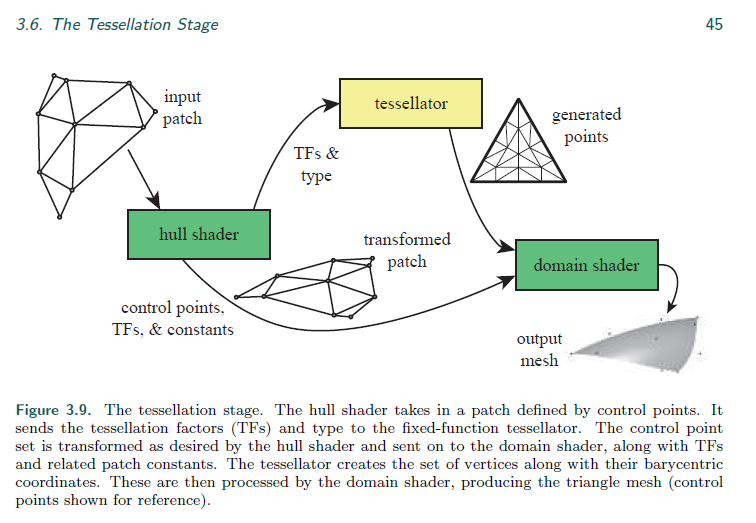 3.6. The Tessellation Stage 45
input
patch
tessellator
generated
points
TFs &
type
hull shader
transformed
patch
domain shader
control points,
TFs, & constants
output
mesh
Figure 3.9. The tessellation stage. The hull shader takes in a patch defined by control points. It
sends the tessellation factors (TFs) and type to the fixed-function tessellator. The control point
set is transformed as desired by the hull shader and sent on to the domain shader, along with TFs
and related patch constants. The tessellator creates the set of vertices along with their barycentric
coordinates. These are then processed by the domain shader, producing the triangle mesh (control
points shown for reference).